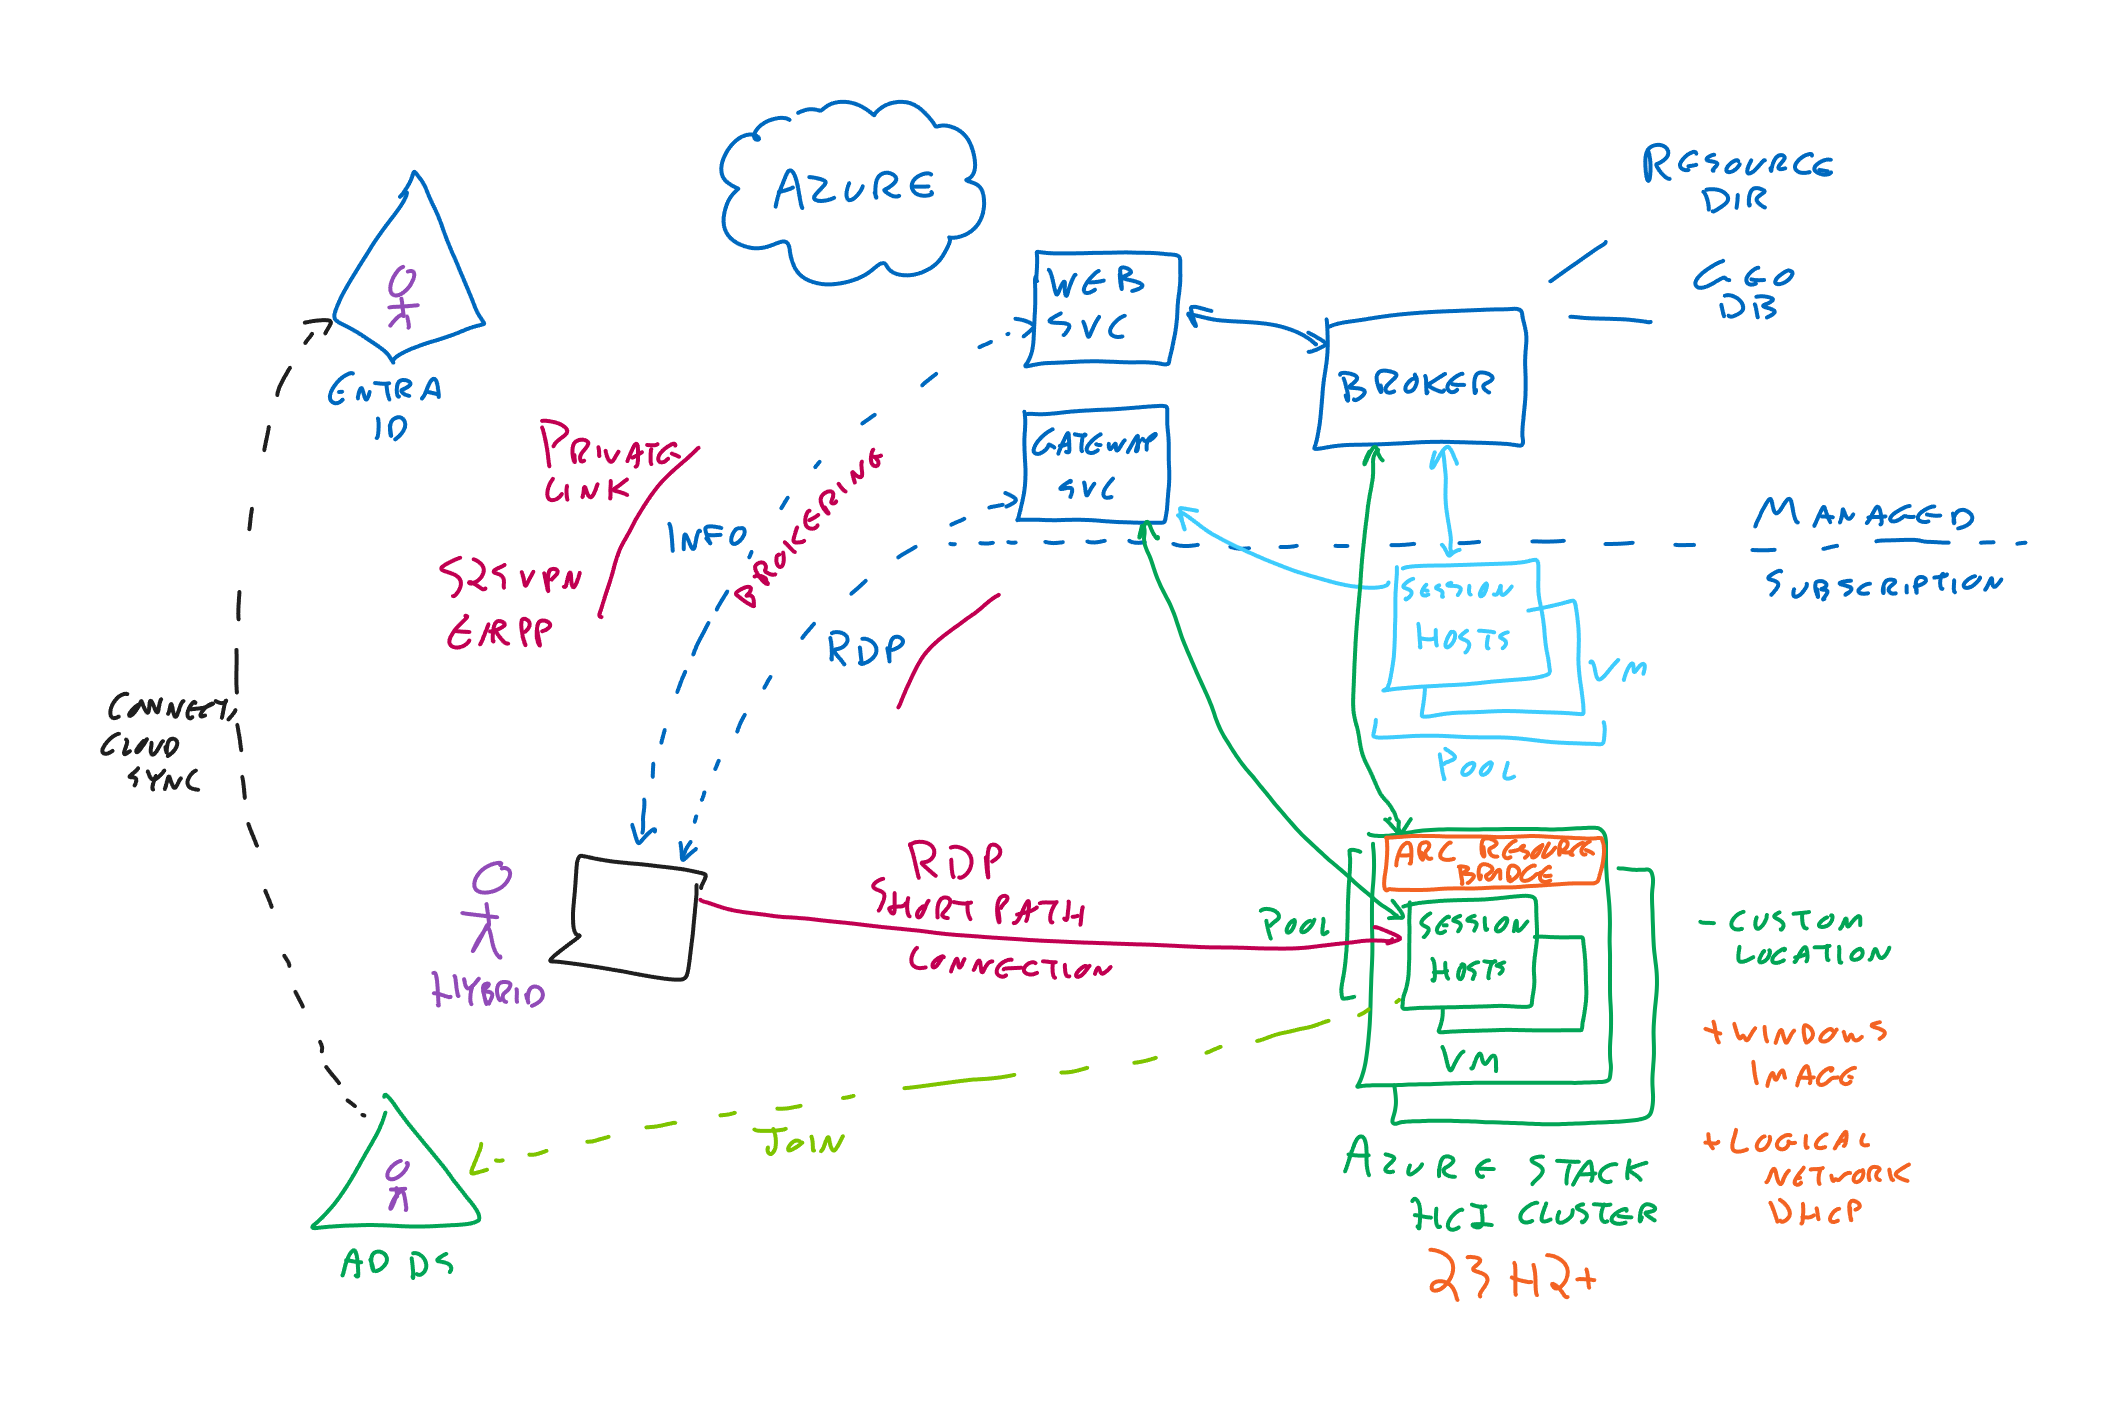 AZURE
RESOURCE
DIR
GEO
DB
WEB
SVC
BROKER
ENTRA
ID
PRIVATE
LINK
GATEWAY
SVC
INFO
BROKERING
S2S VPN
E/RPP
MANAGED
SUBSCRIPTION
SESSION
HOSTS
VM
POOL
RDP
CONNECT/
CLOUD
SYNC
RDP
SHORT PATH
CONNECTION
HYBRID
ARC RESOURCE
BRIDGE
POOL
SESSION
HOSTS
VM
- CUSTOM
LOCATION
+ WINDOWS
IMAGE
+ LOGICAL
NETWORK
DHCP
JOIN
AZURE STACK
HCI CLUSTER
23H2+
AD DS